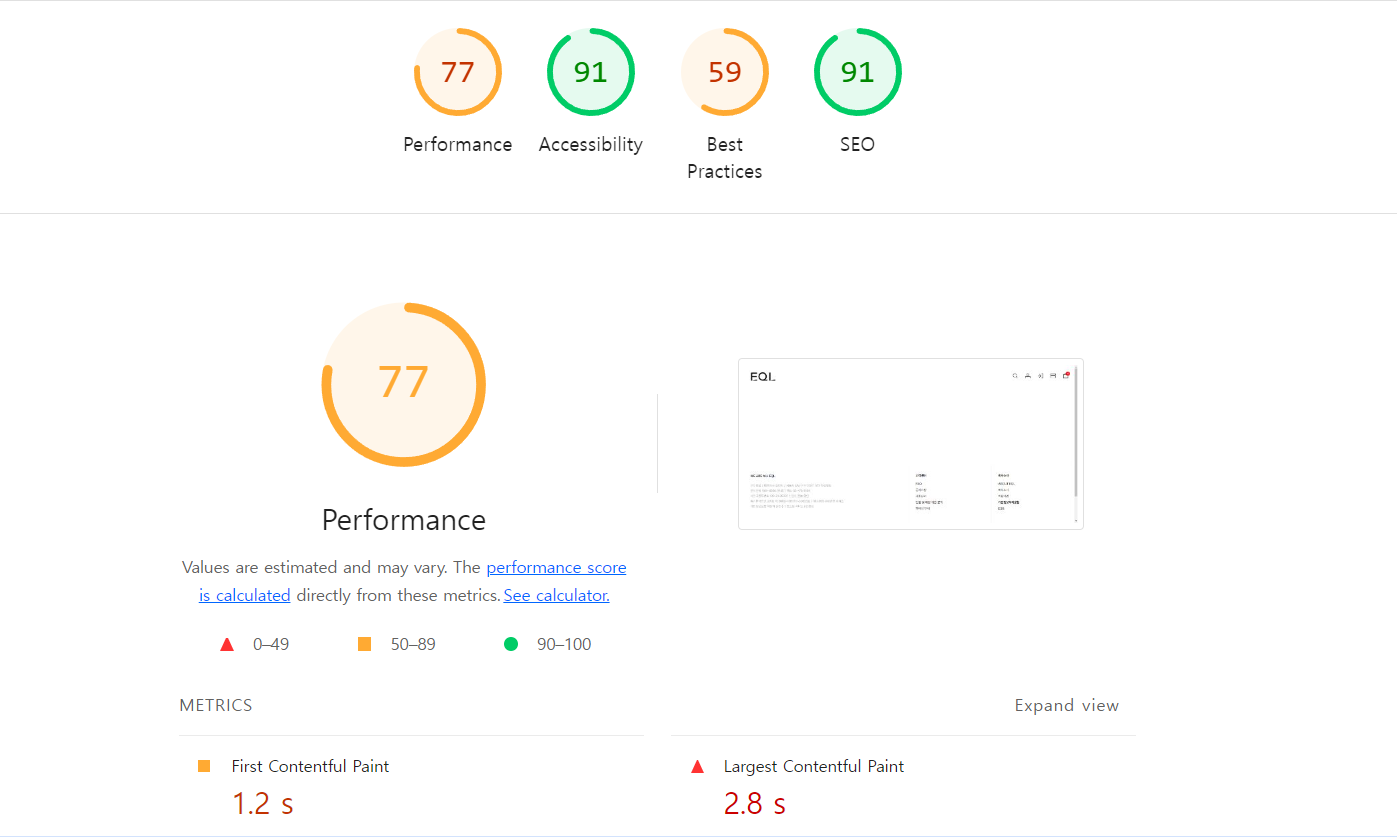 77
91
59
91
Performance
Accessibility
Best
Practices
SEO
77
Performance
Values are estimated and may vary. The performance score
is calculated directly from these metrics. See calculator.
0–49
50–89
90–100
EQL
METRICS
Expand view
First Contentful Paint
1.2 s
Largest Contentful Paint
2.8 s